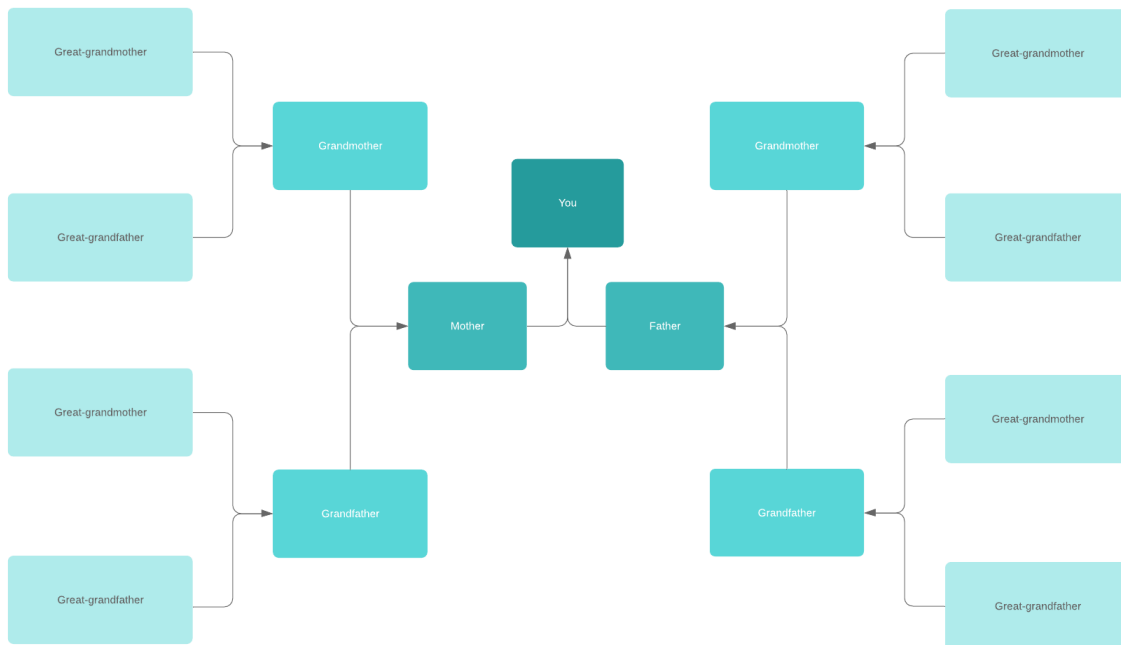 Great-grandmother
Great-grandmother
Grandmother
Grandmother
You
Great-grandfather
Great-grandfather
Mother
Father
Great-grandmother
Great-grandmother
Grandfather
Grandfather
Great-grandfather
Great-grandfather